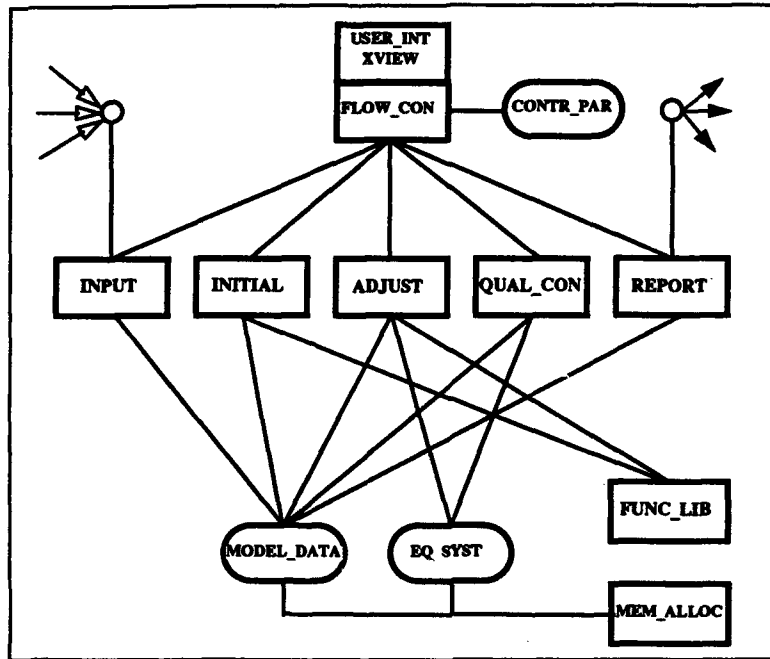 USER_INT
XVIEW
FLOW_CON
CONTR_PAR
INPUT
INITIAL
ADJUST
QUAL_CON
REPORT
FUNC_LIB
MODEL_DATA
EQ SYST
MEM_ALLOC